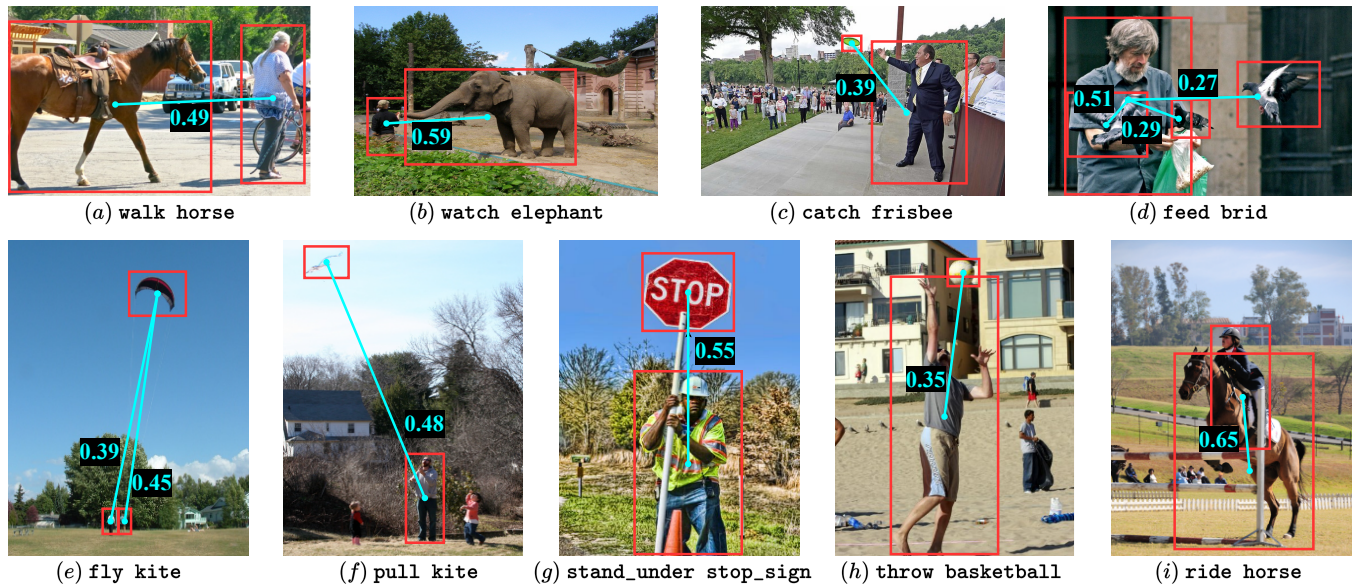 0.49
0.59
0.39
0.51
0.27
0.29
(a) walk horse
(b) watch elephant
(c) catch frisbee
(d) feed brid
0.39
0.45
0.48
STOP
0.55
0.35
0.65
(e) fly kite
(f) pull kite
(g) stand_under stop_sign
(h) throw basketball
(i) ride horse